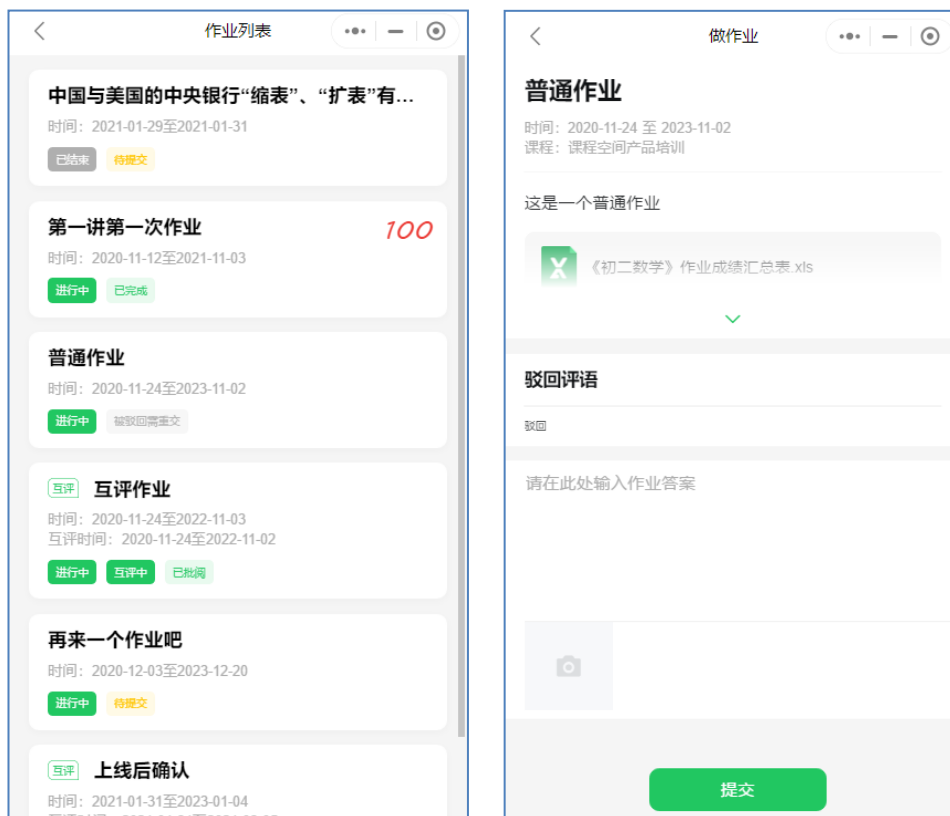 作业列表
中国与美国的中央银行“缩表”、“扩表”有...
时间：2021-01-29至2021-01-31
已结束 待提交
第一讲第一次作业
100
时间：2020-11-12至2021-11-03
进行中 已完成
普通作业
时间：2020-11-24至2023-11-02
进行中 被驳回需重交
互评 互评作业
时间：2020-11-24至2022-11-03
互评时间：2020-11-24至2022-11-02
进行中 互评中 已批阅
再来一个作业吧
时间：2020-12-03至2023-12-20
进行中 待提交
互评 上线后确认
时间：2021-01-31至2023-01-04
做作业
普通作业
时间：2020-11-24 至 2023-11-02
课程：课程空间产品培训
这是一个普通作业
《初二数学》作业成绩汇总表.xls
驳回评语
驳回
请在此处输入作业答案
提交